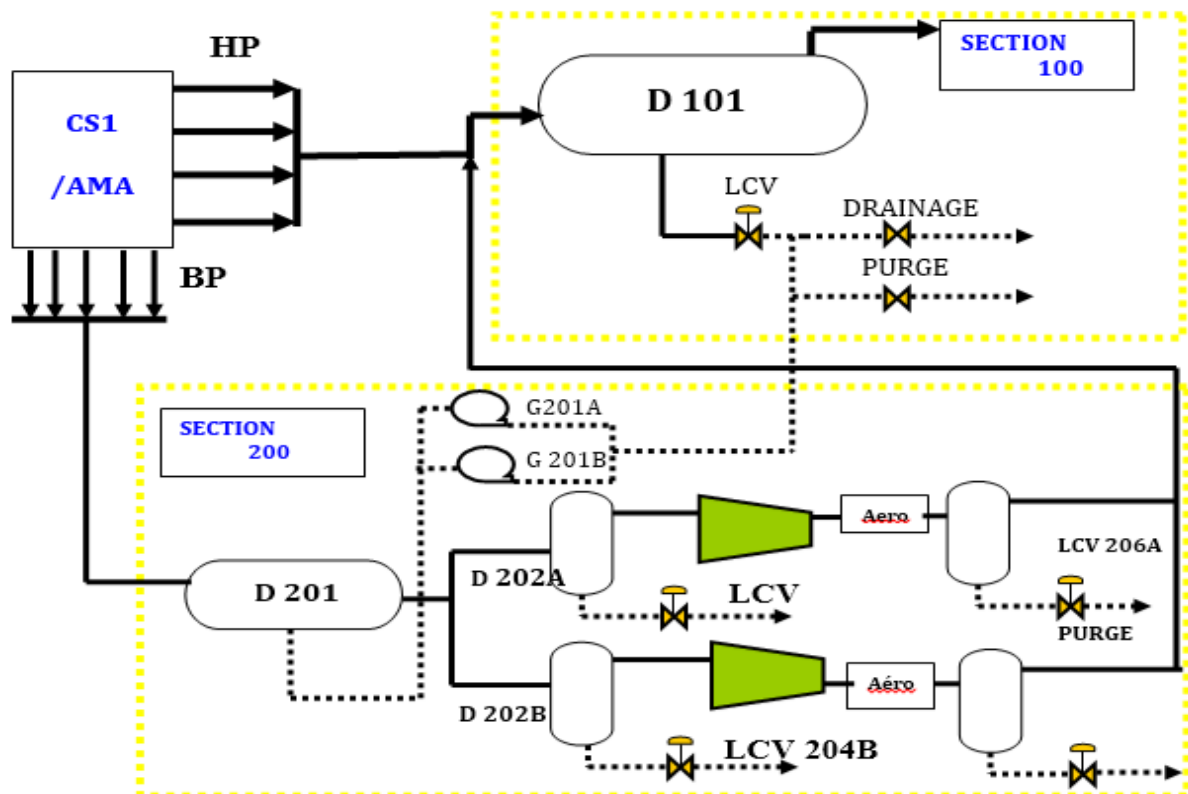 HP
SECTION
100
D 101
CS1
/AMA
LCV
DRAINAGE
BP
PURGE
G201A
SECTION
200
G 201B
Aero
LCV 206A
D 202A
D 201
LCV
PURGE
Aéro
D 202B
LCV 204B